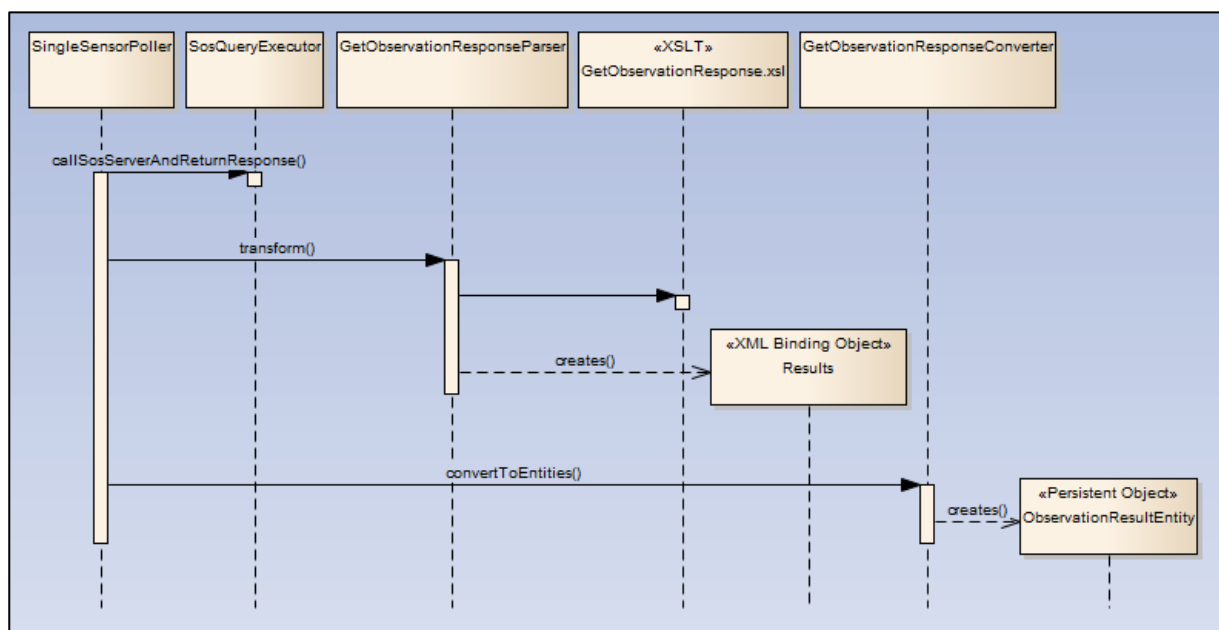 SingleSensorPoller
SosQueryExecutor
GetObservationResponseParser
«XSLT»
GetObservationResponse.xsl
GetObservationResponseConverter
callSosServerAndReturnResponse()
transform()
«XML Binding Object»
Results
creates()
convertToEntities()
«Persistent Object»
ObservationResultEntity
creates()